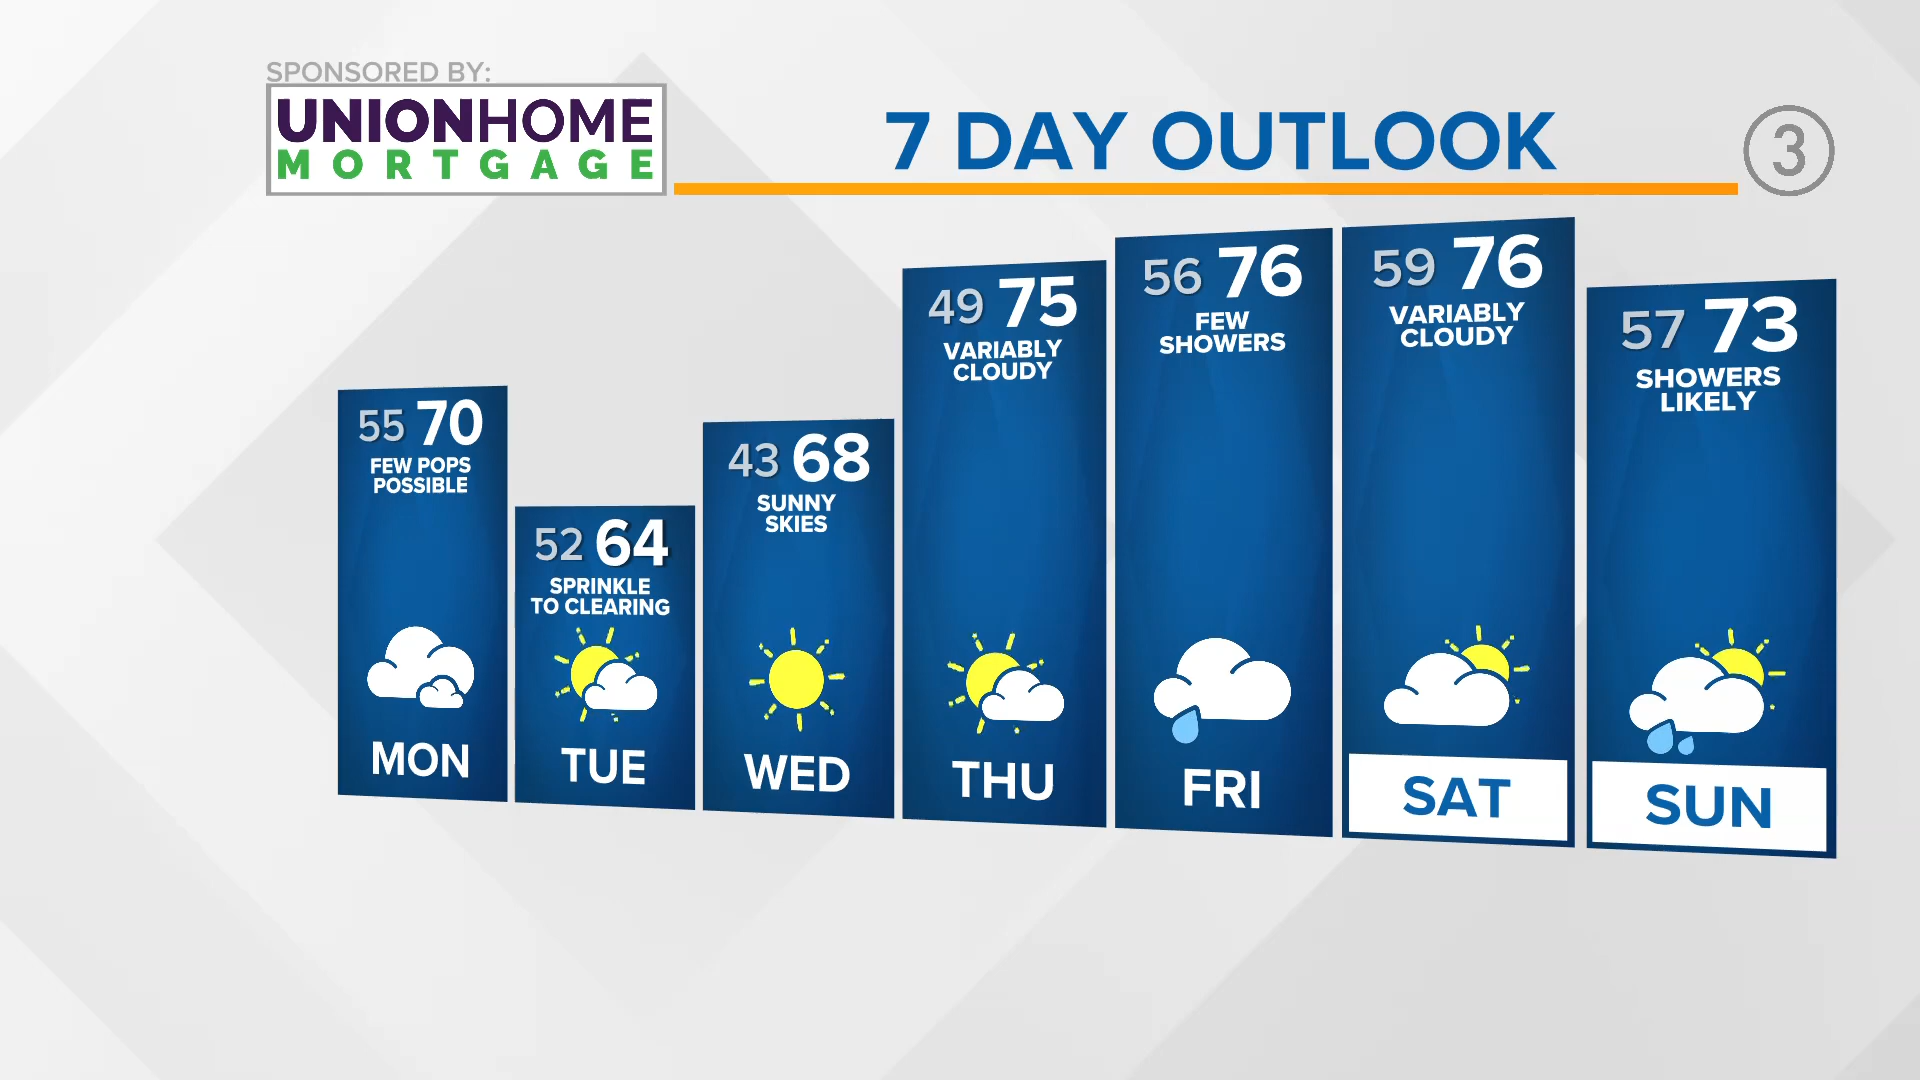 SPONSORED BY:
UNIONHOME
MORTGAGE
7 DAY OUTLOOK
3
55 70
FEW POPS
POSSIBLE
MON
52 64
SPRINKLE
TO CLEARING
TUE
43 68
SUNNY
SKIES
WED
49 75
VARIABLY
CLOUDY
THU
56 76
FEW
SHOWERS
FRI
59 76
VARIABLY
CLOUDY
SAT
57 73
SHOWERS
LIKELY
SUN